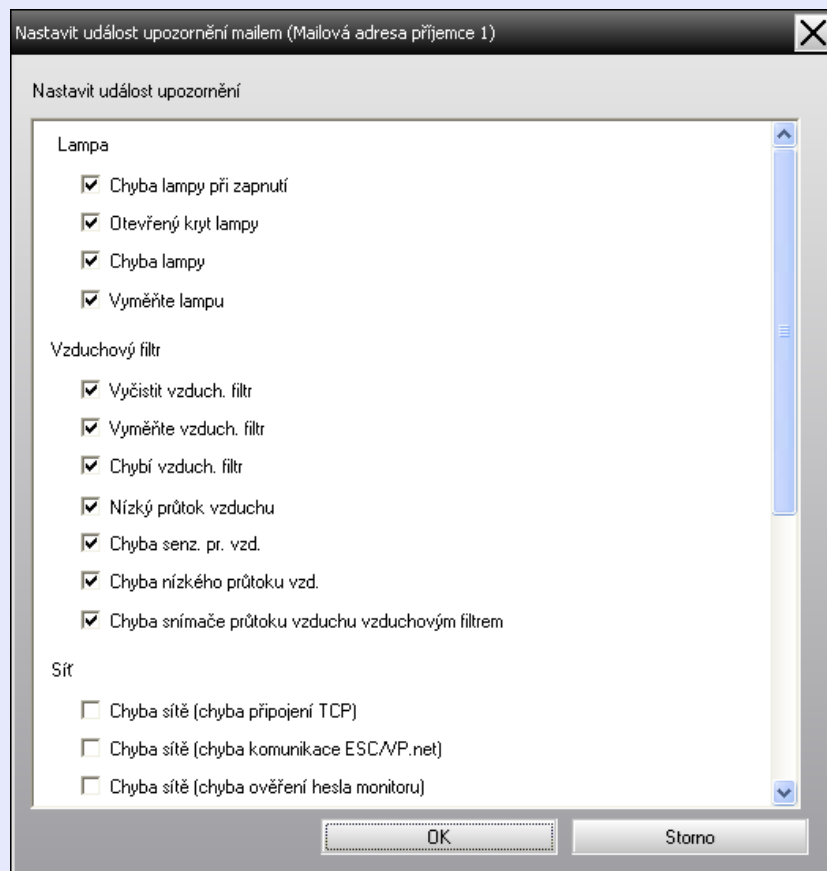 Nastavit událost upozornění mailem (Mailová adresa příjemce 1)
Nastavit událost upozornění
Lampa
Chyba lampy při zapnutí
Otevřený kryt lampy
Chyba lampy
Vyměňte lampu
Vzduchový filtr
Vyčistit vzduch. filtr
Vyměňte vzduch. filtr
Chybí vzduch. filtr
Nízký průtok vzduchu
Chyba senz. pr. vzd.
Chyba nízkého průtoku vzd.
Chyba snímače průtoku vzduchu vzduchovým filtrem
Síť
Chyba sítě (chyba připojení TCP)
Chyba sítě (chyba komunikace ESC/VP.net)
Chyba sítě (chyba ověření hesla monitoru)
OK
Storno